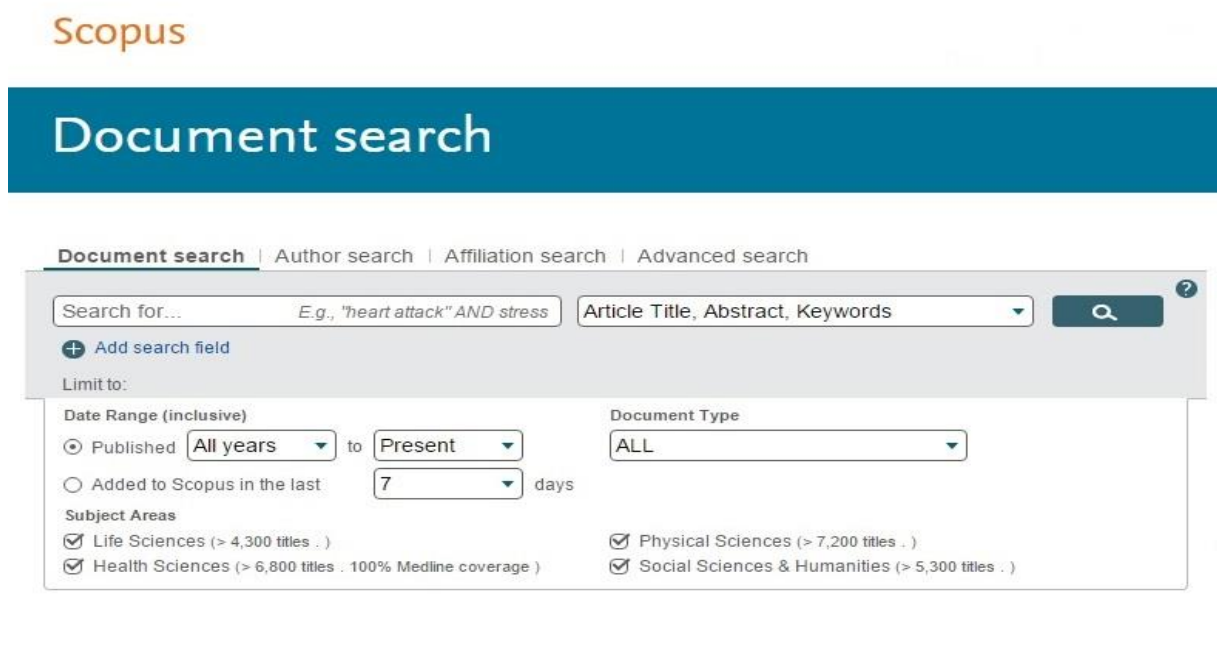 Scopus
Document search
Document search | Author search | Affiliation search | Advanced search
Search for... E.g., "heart attack" AND stress Article Title, Abstract, Keywords ?
Add search field
Limit to:
Date Range (inclusive) Document Type
Published All years to Present ALL
Added to Scopus in the last 7 days
Subject Areas
Life Sciences (> 4,300 titles . ) Physical Sciences (> 7,200 titles . )
Health Sciences (> 6,800 titles . 100% Medline coverage ) Social Sciences & Humanities (> 5,300 titles . )